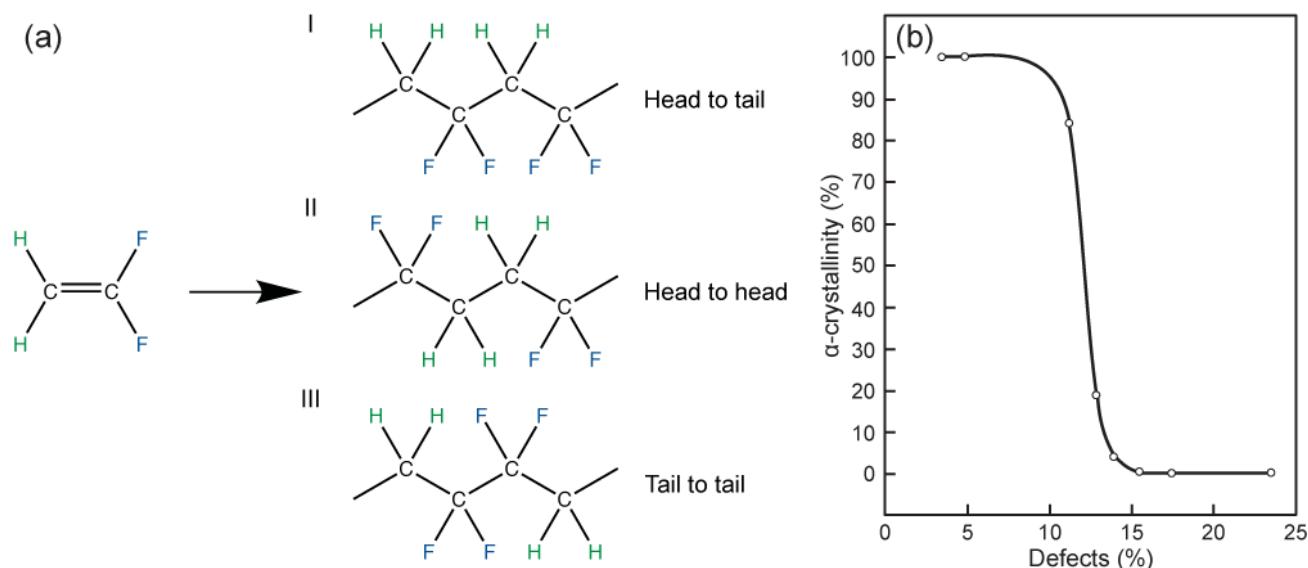 (a)
I
H H H H
C C
C C
F F F F
Head to tail
II
F F H H
C C
C C
H H F F
Head to head
H F
C C
H F
III
H H F F
C C
C C
F F H H
Tail to tail
(b)
α-crystallinity (%)
100
90
80
70
60
50
40
30
20
10
0
0 5 10 15 20 25
Defects (%)